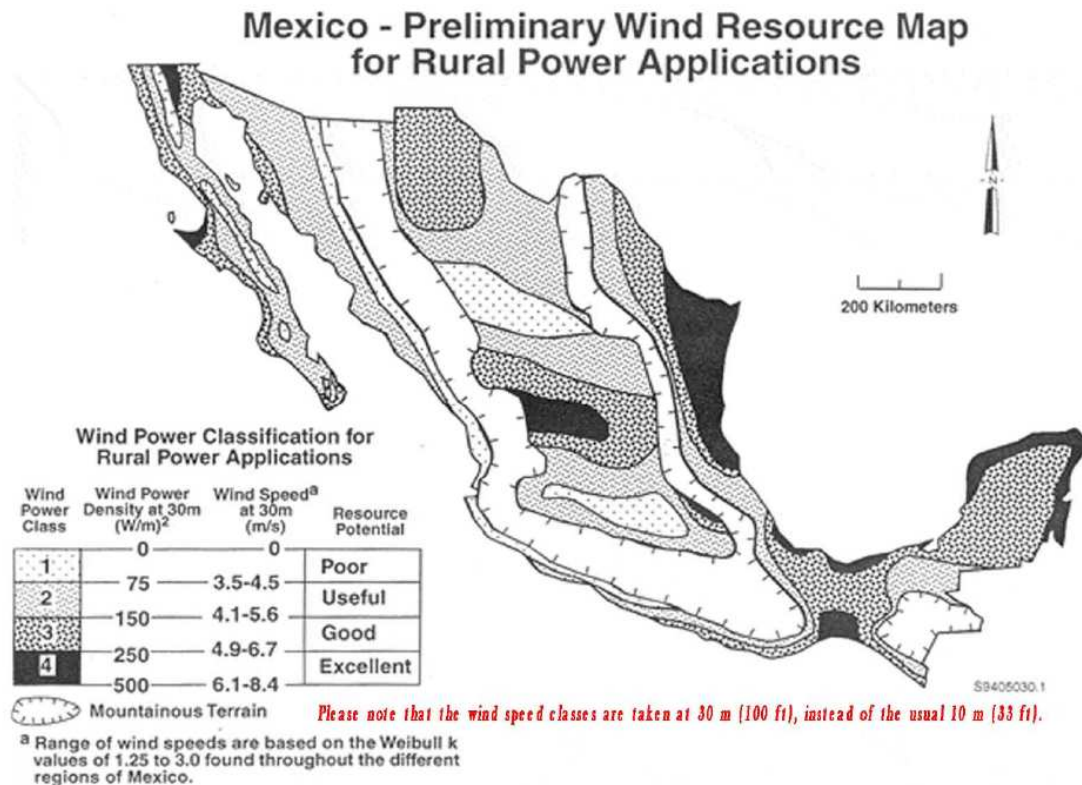 Mexico - Preliminary Wind Resource Map
for Rural Power Applications
N
200 Kilometers
Wind Power Classification for
Rural Power Applications
Wind Power Class
Wind Power Density at 30m (W/m)²
Wind Speedᵃ at 30m (m/s)
Resource Potential
0 0
1 Poor
75 3.5-4.5
2 Useful
150 4.1-5.6
3 Good
250 4.9-6.7
4 Excellent
500 6.1-8.4
Mountainous Terrain
S9405030.1
Please note that the wind speed classes are taken at 30 m (100 ft), instead of the usual 10 m (33 ft).
ᵃ Range of wind speeds are based on the Weibull k
values of 1.25 to 3.0 found throughout the different
regions of Mexico.